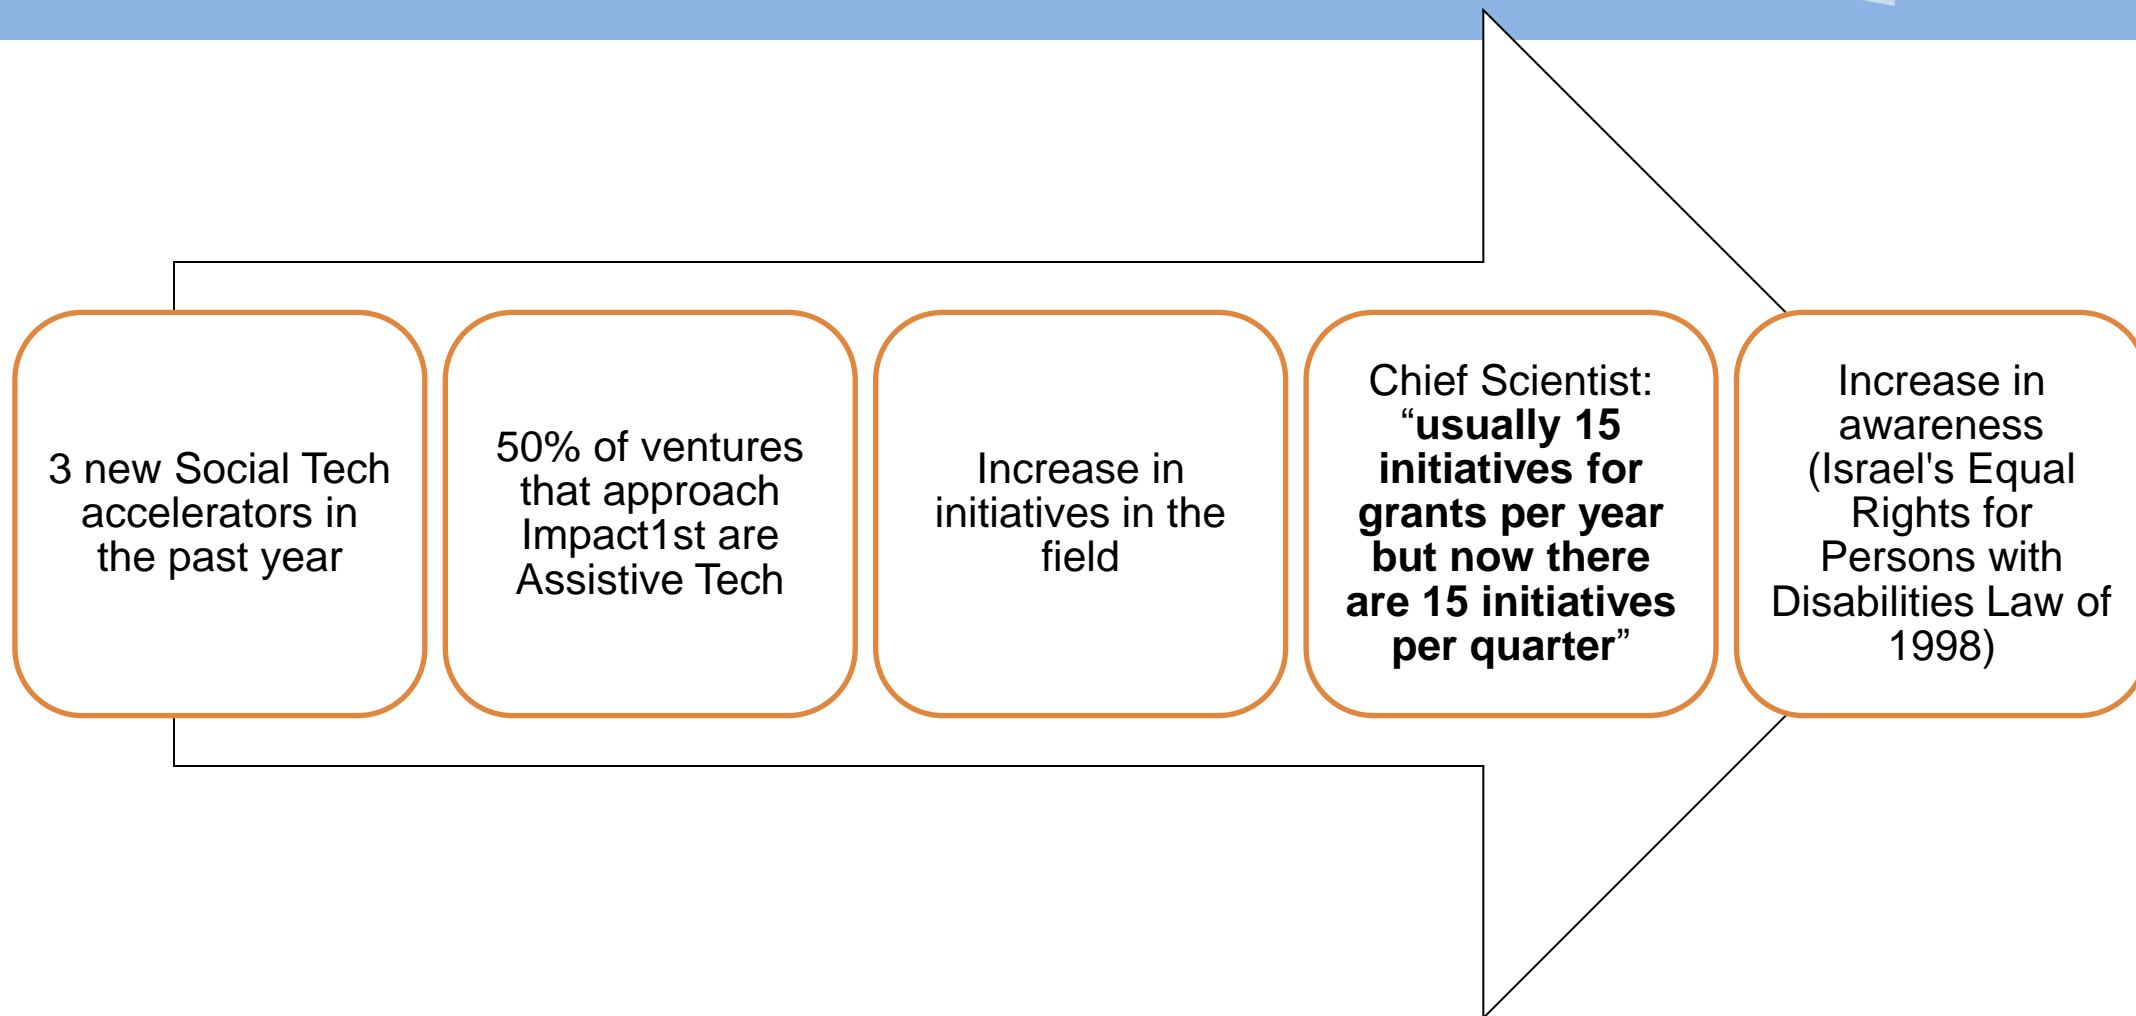 3 new Social Tech
accelerators in
the past year
50% of ventures
that approach
Impact1st are
Assistive Tech
Increase in
initiatives in the
field
Chief Scientist:
“usually 15
initiatives for
grants per year
but now there
are 15 initiatives
per quarter”
Increase in
awareness
(Israel's Equal
Rights for
Persons with
Disabilities Law of
1998)